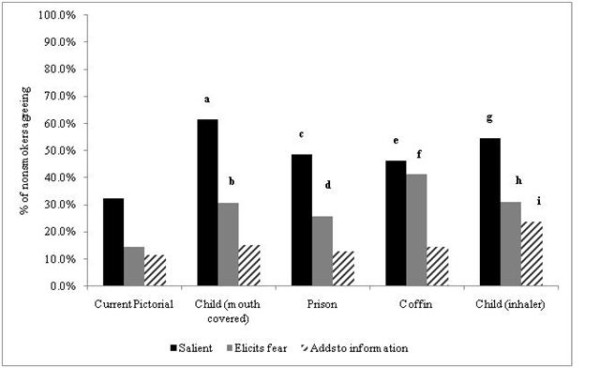 100.0%
90.0%
80.0%
70.0%
60.0%
50.0%
40.0%
30.0%
20.0%
10.0%
0.0%
% of nonsmokers agreeing
a
b
c
d
e
f
g
h
i
Current Pictorial
Child (mouth
covered)
Prison
Coffin
Child (inhaler)
Salient
Elicits fear
Adds to information